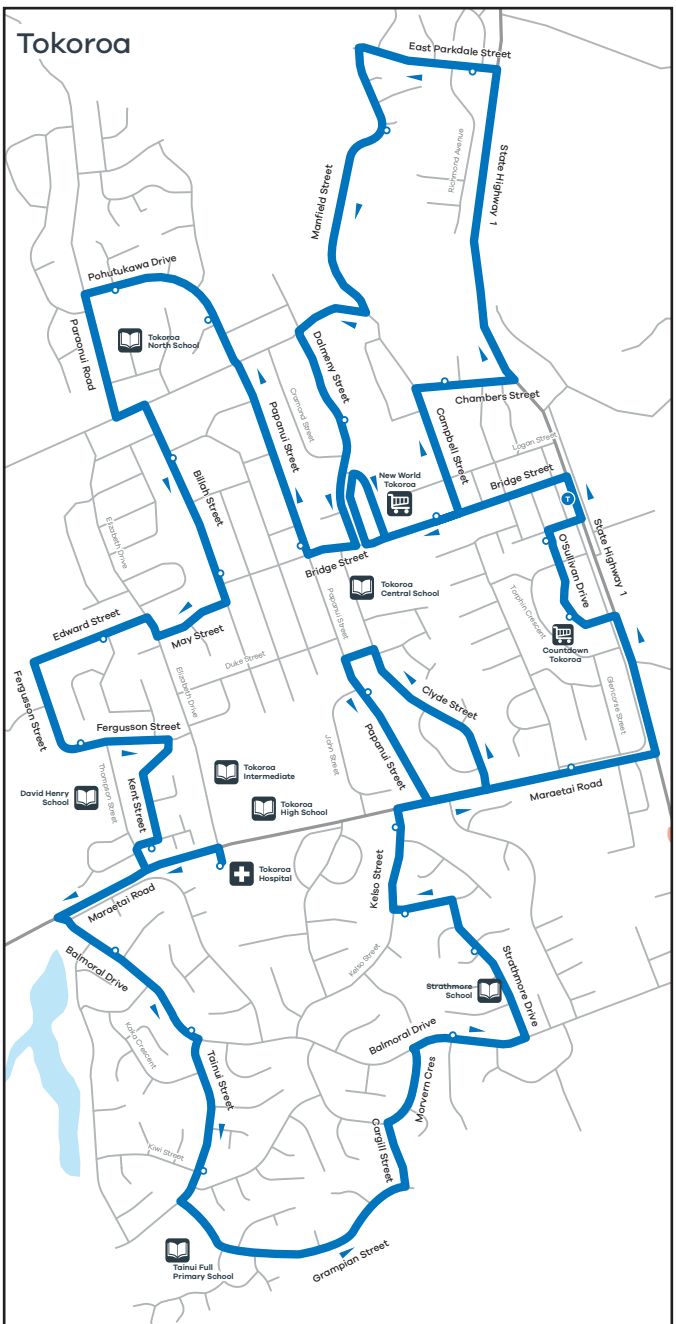 Tokoroa
East Parkdale Street
Richmond Avenue
State Highway 1
Manfield Street
Pohutukawa Drive
Paraonui Road
Tokoroa
North School
Dalmeny Street
Cramond Street
Papanui Street
Chambers Street
Campbell Street
Logan Street
New World
Tokoroa
Bridge Street
T
Billah Street
Elizabeth Drive
State Highway 1
O'Sullivan Drive
Bridge Street
Tokoroa
Central School
Papanui Street
Torphin Crescent
Countdown
Tokoroa
Edward Street
May Street
Duke Street
Elizabeth Drive
Fergusson Street
Fergusson Street
Clyde Street
Glencorse Street
Papanui Street
John Street
Tokoroa
Intermediate
David Henry
School
Thompson Street
Kent Street
Tokoroa
High School
Maraetai Road
Tokoroa
Hospital
Kelso Street
Maraetai Road
Balmoral Drive
Kelso Street
Strathmore
School
Strathmore Drive
Kaka Crescent
Balmoral Drive
Tainui Street
Morvern Cres
Cargill Street
Kiwi Street
Grampian Street
Tainui Full
Primary School